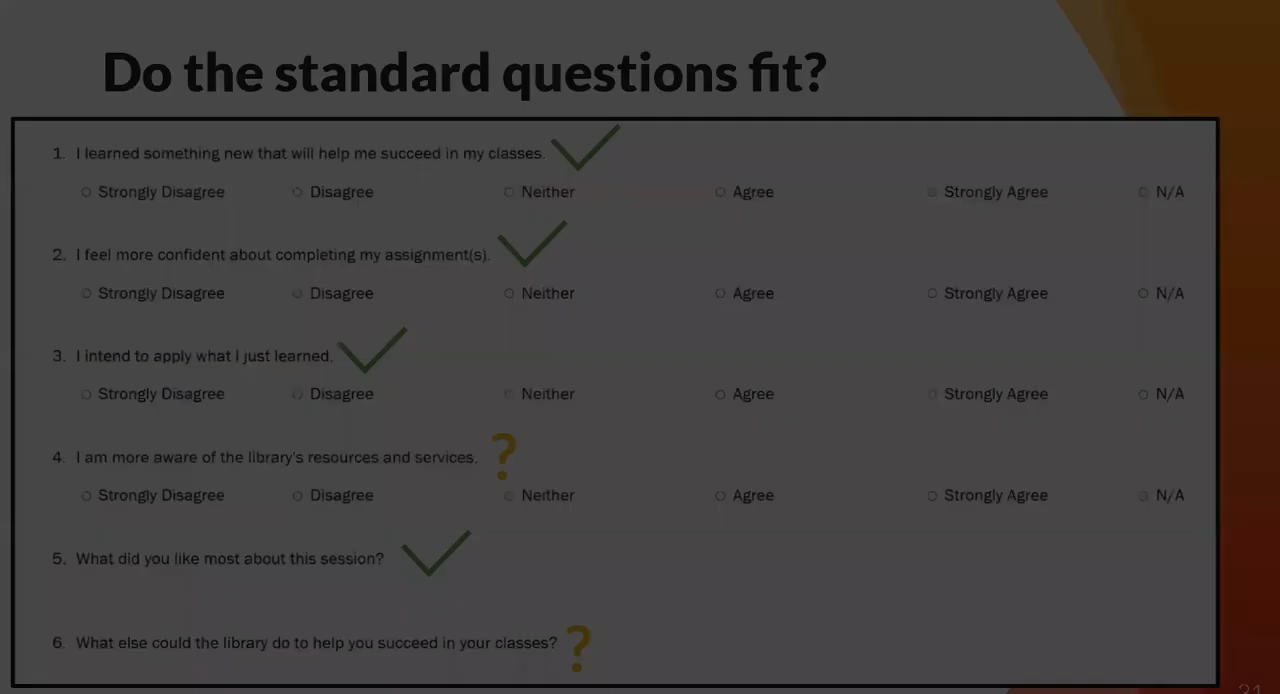 Do the standard questions fit?
1. I learned something new that will help me succeed in my classes.
Strongly Disagree Disagree Neither Agree Strongly Agree N/A
2. I feel more confident about completing my assignment(s).
Strongly Disagree Disagree Neither Agree Strongly Agree N/A
3. I intend to apply what I just learned.
Strongly Disagree Disagree Neither Agree Strongly Agree N/A
4. I am more aware of the library's resources and services. ?
Strongly Disagree Disagree Neither Agree Strongly Agree N/A
5. What did you like most about this session?
6. What else could the library do to help you succeed in your classes? ?